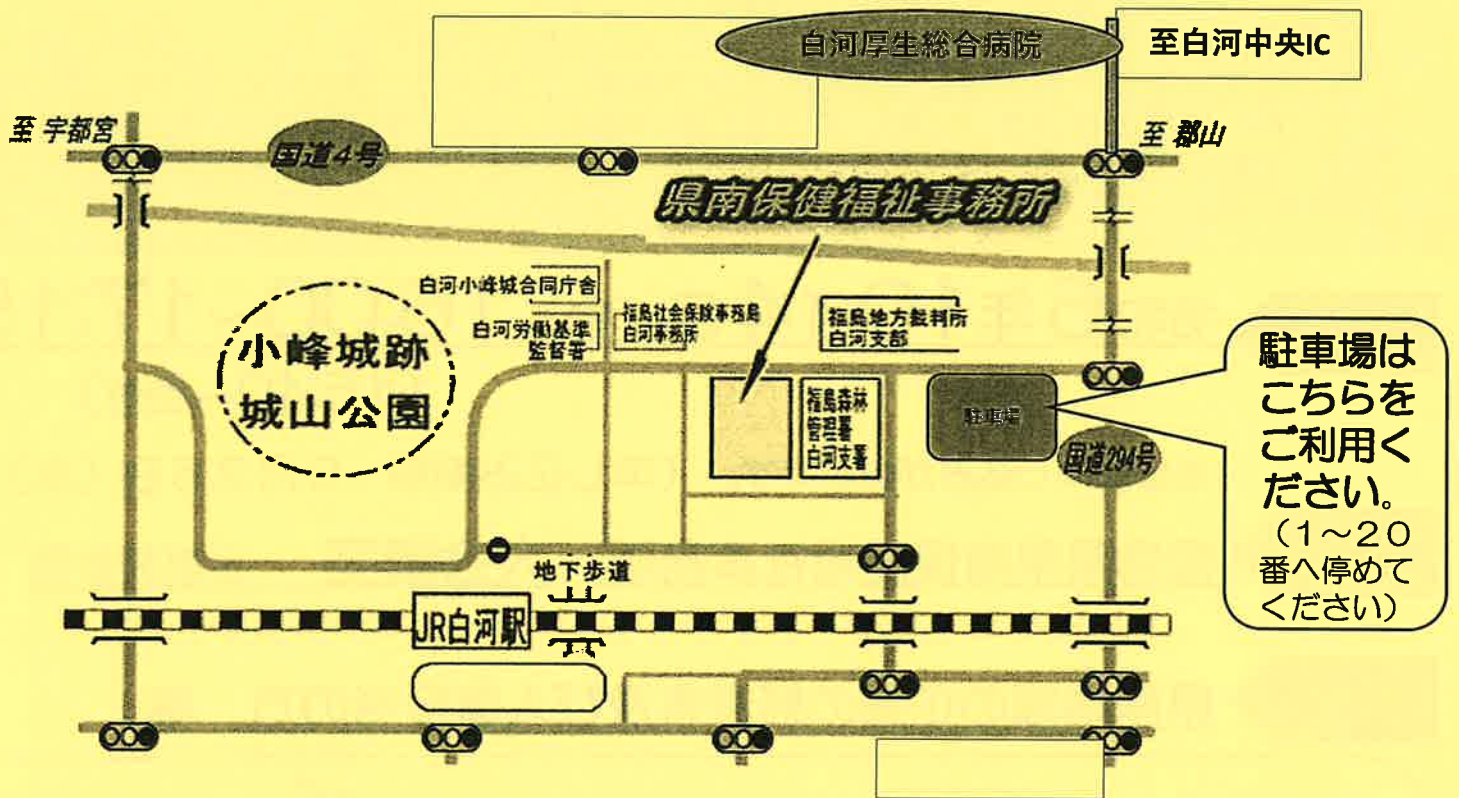 白河厚生総合病院
至白河中央IC
至 宇都宮
国道4号
至 郡山
県南保健福祉事務所
白河小峰城合同庁舎
白河労働基準
監督署
福島社会保険事務局
白河事務所
福島地方裁判所
白河支部
小峰城跡
城山公園
福島森林
管理署
白河支署
駐車場
国道294号
駐車場は
こちらを
ご利用く
ださい。
（1～20
番へ停めて
ください）
地下歩道
JR白河駅